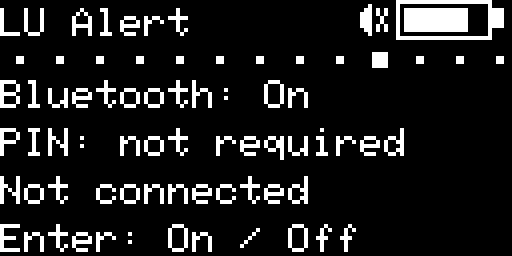 LU Alert
Bluetooth: On
PIN: not required
Not connected
Enter: On / Off